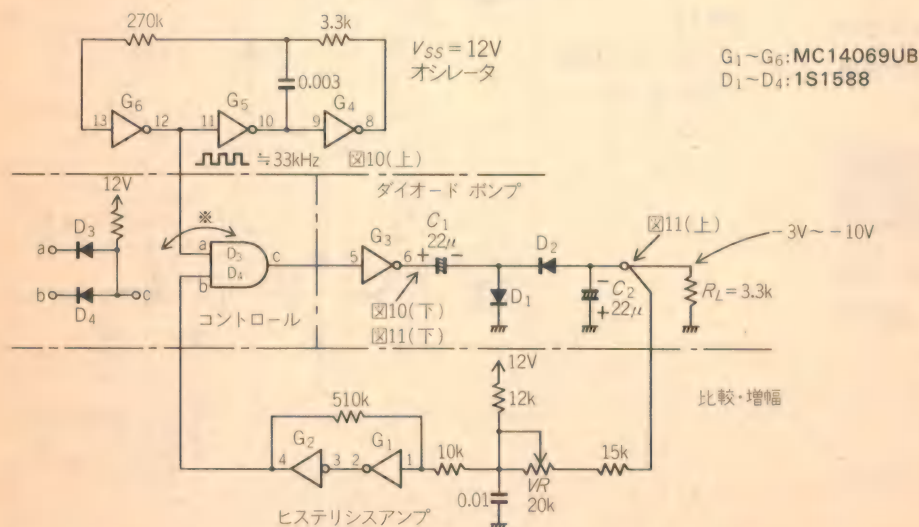 270k
3.3k
V_SS = 12V
オシレータ
G1~G6:MC14069UB
D1~D4:1S1588
0.003
G6
G5
G4
13
12
11
10
9
8
≒33kHz
図10(上)
ダイオード ポンプ
12V
D3
a
b
D4
c
※
a
D3
D4
b
c
コントロール
G3
5
6
C1
22μ
+
−
D2
D1
図10(下)
図11(下)
図11(上)
−3V~−10V
−
C2
+
22μ
RL=3.3k
比較・増幅
12V
12k
510k
G2
G1
4
3
2
1
10k
15k
0.01
VR
20k
ヒステリシスアンプ